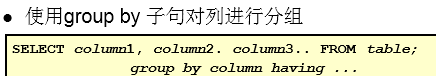 ● 使用group by 子句对列进行分组
SELECT column1, column2. column3.. FROM table;
group by column having ...